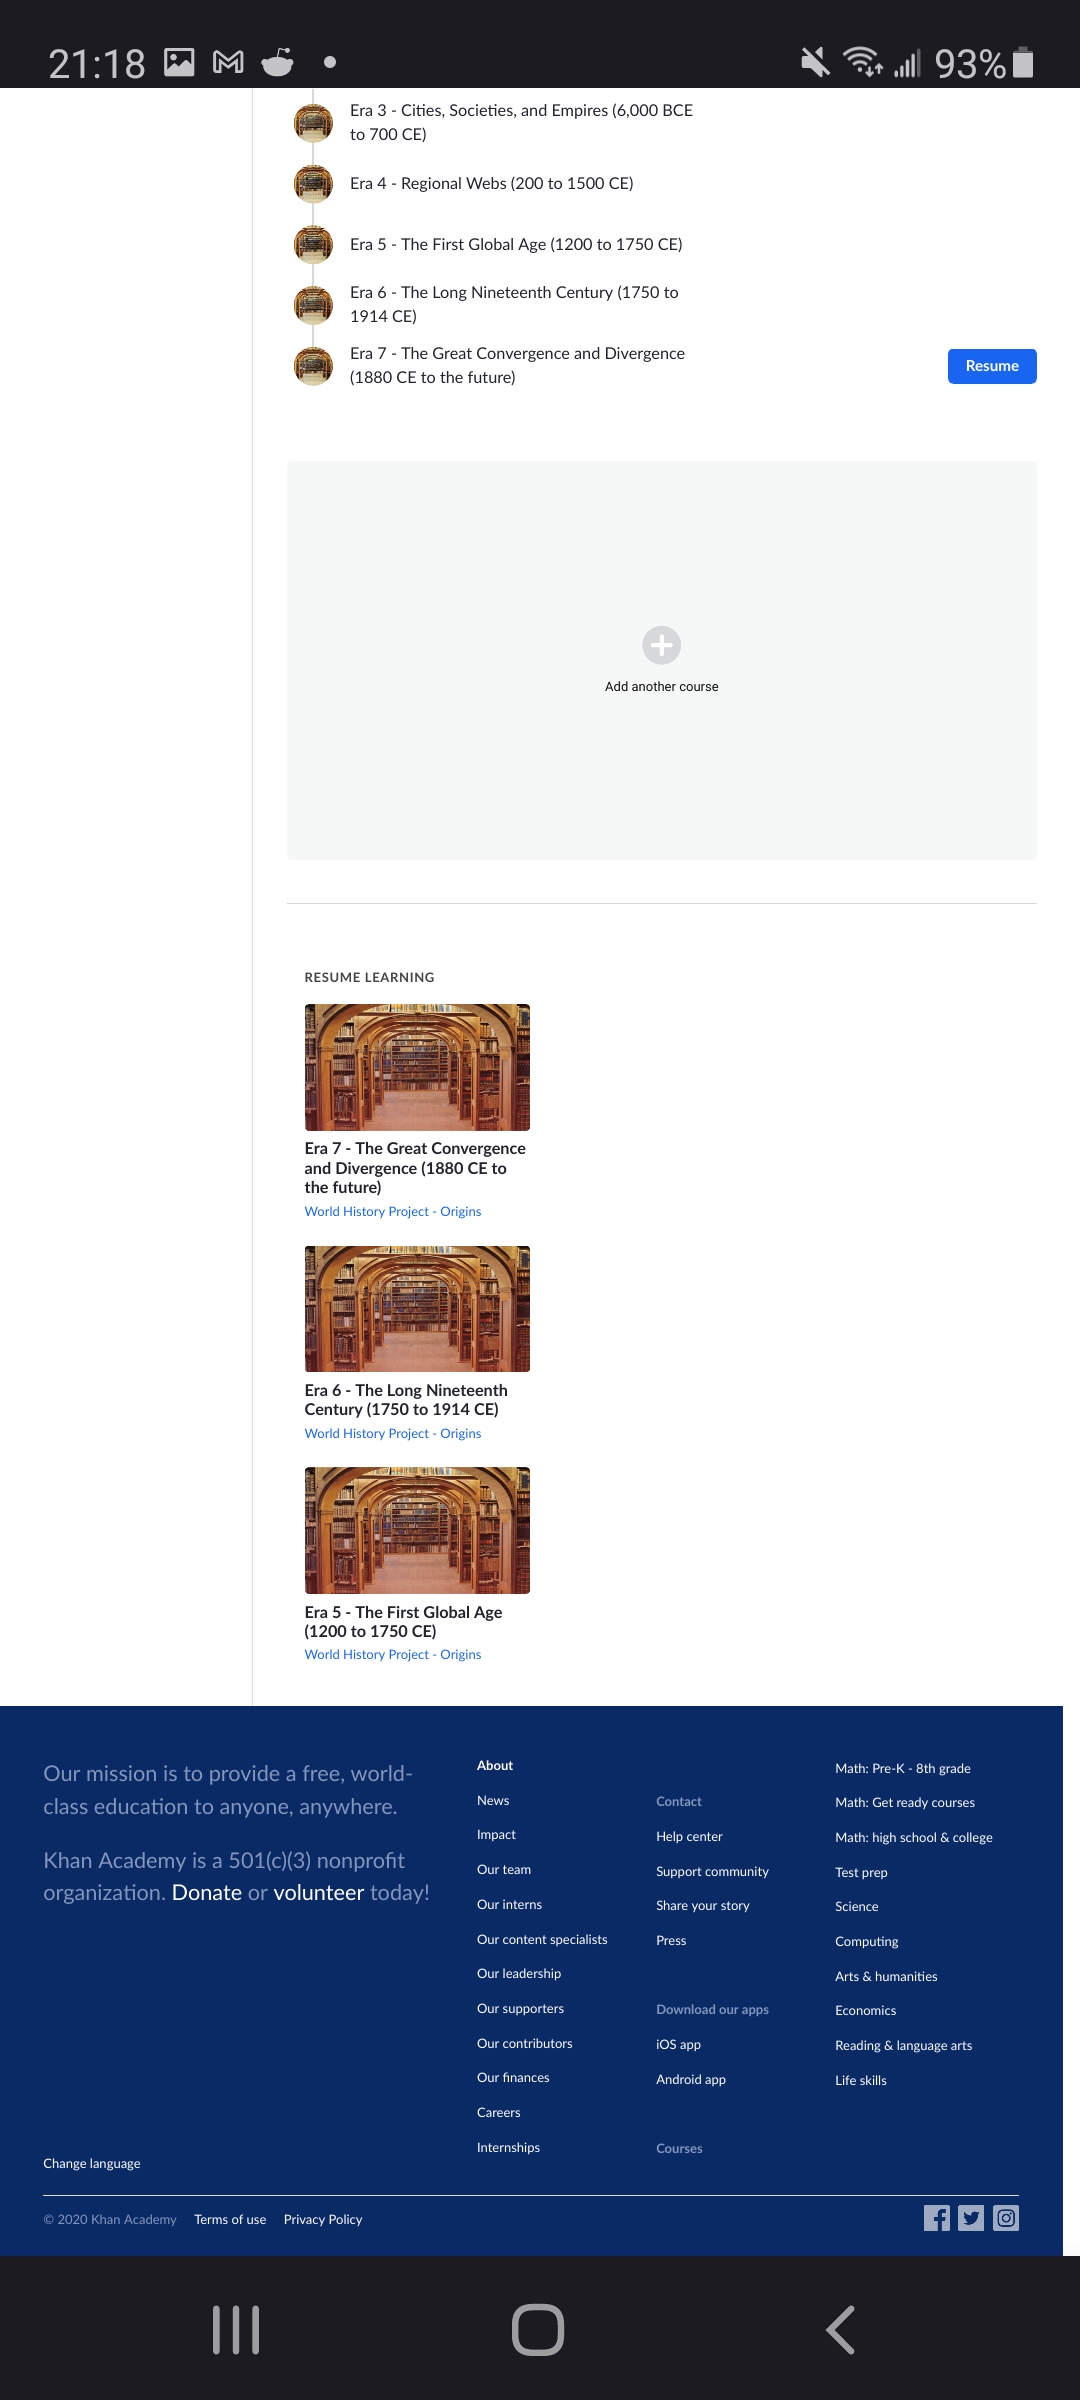 21:18
93%
Era 3 - Cities, Societies, and Empires (6,000 BCE
to 700 CE)
Era 4 - Regional Webs (200 to 1500 CE)
Era 5 - The First Global Age (1200 to 1750 CE)
Era 6 - The Long Nineteenth Century (1750 to
1914 CE)
Era 7 - The Great Convergence and Divergence
(1880 CE to the future)
Resume
Add another course
RESUME LEARNING
Era 7 - The Great Convergence
and Divergence (1880 CE to
the future)
World History Project - Origins
Era 6 - The Long Nineteenth
Century (1750 to 1914 CE)
World History Project - Origins
Era 5 - The First Global Age
(1200 to 1750 CE)
World History Project - Origins
Our mission is to provide a free, world-
class education to anyone, anywhere.
Khan Academy is a 501(c)(3) nonprofit
organization. Donate or volunteer today!
Change language
About
News
Impact
Our team
Our interns
Our content specialists
Our leadership
Our supporters
Our contributors
Our finances
Careers
Internships
Contact
Help center
Support community
Share your story
Press
Download our apps
iOS app
Android app
Courses
Math: Pre-K - 8th grade
Math: Get ready courses
Math: high school & college
Test prep
Science
Computing
Arts & humanities
Economics
Reading & language arts
Life skills
© 2020 Khan Academy Terms of use Privacy Policy